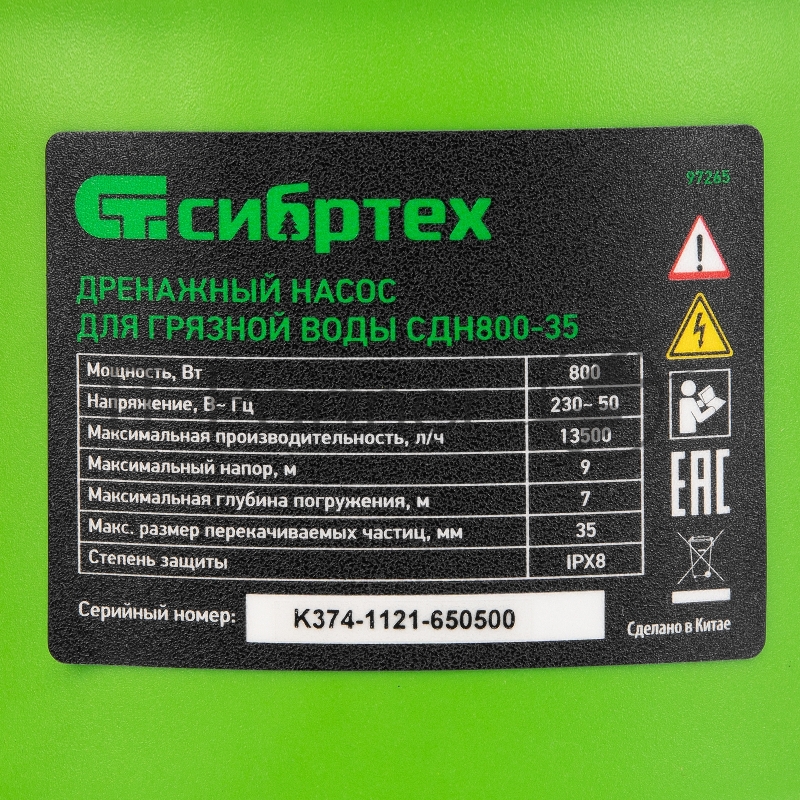 97265
сибртех
ДРЕНАЖНЫЙ НАСОС
ДЛЯ ГРЯЗНОЙ ВОДЫ СДН800-35
Мощность, Вт 800
Напряжение, В~ Гц 230~ 50
Максимальная производительность, л/ч 13500
Максимальный напор, м 9
Максимальная глубина погружения, м 7
Макс. размер перекачиваемых частиц, мм 35
Степень защиты IPX8
EAC
Серийный номер: K374-1121-650500
Сделано в Китае